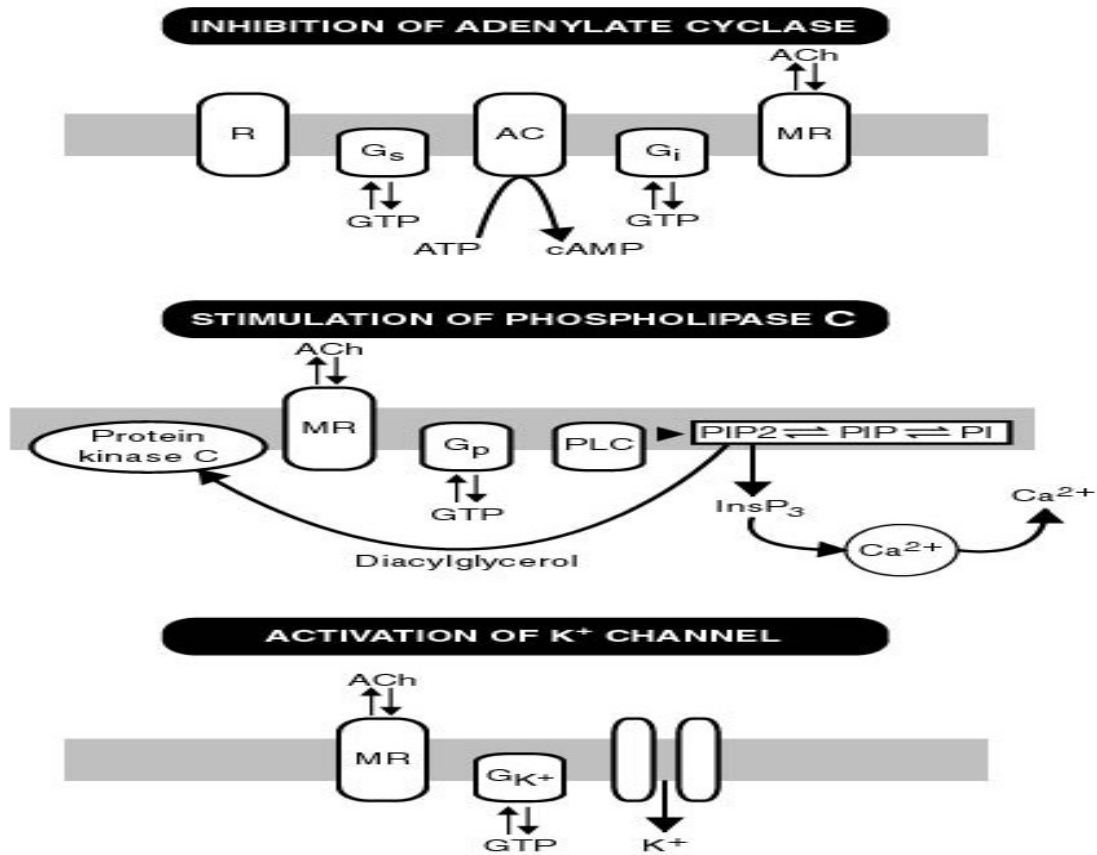 INHIBITION OF ADENYLATE CYCLASE
ACh
R
Gs
AC
Gi
MR
GTP
GTP
ATP
cAMP
STIMULATION OF PHOSPHOLIPASE C
ACh
Protein
kinase C
MR
Gp
PLC
PIP2 ⇌ PIP ⇌ PI
GTP
InsP3
Ca2+
Ca2+
Diacylglycerol
ACTIVATION OF K+ CHANNEL
ACh
MR
GK+
GTP
K+